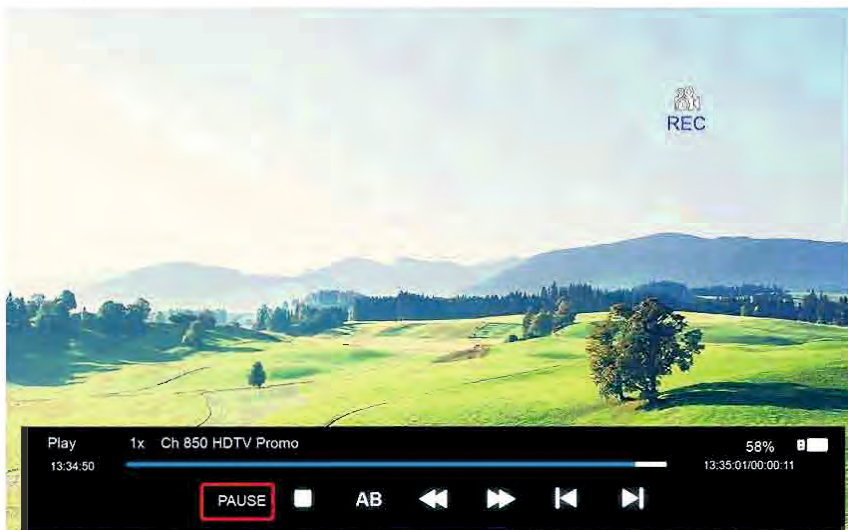 REC
Play 1x Ch 850 HDTV Promo 58%
13:34:50 13:35:01/00:00:11
PAUSE AB